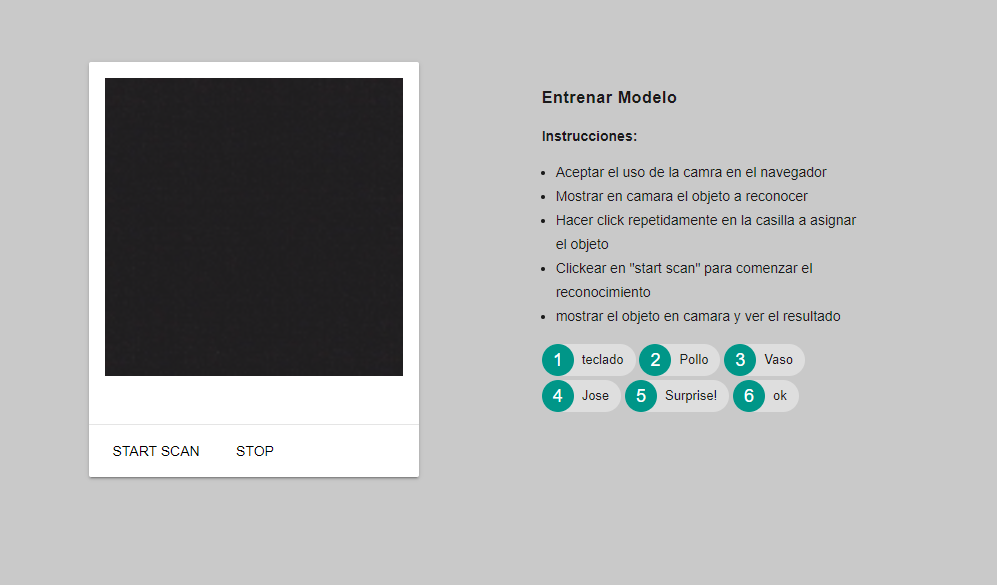 Entrenar Modelo
Instrucciones:
Aceptar el uso de la camra en el navegador
Mostrar en camara el objeto a reconocer
Hacer click repetidamente en la casilla a asignar
el objeto
Clickear en "start scan" para comenzar el
reconocimiento
mostrar el objeto en camara y ver el resultado
1 teclado 2 Pollo 3 Vaso
4 Jose 5 Surprise! 6 ok
START SCAN STOP